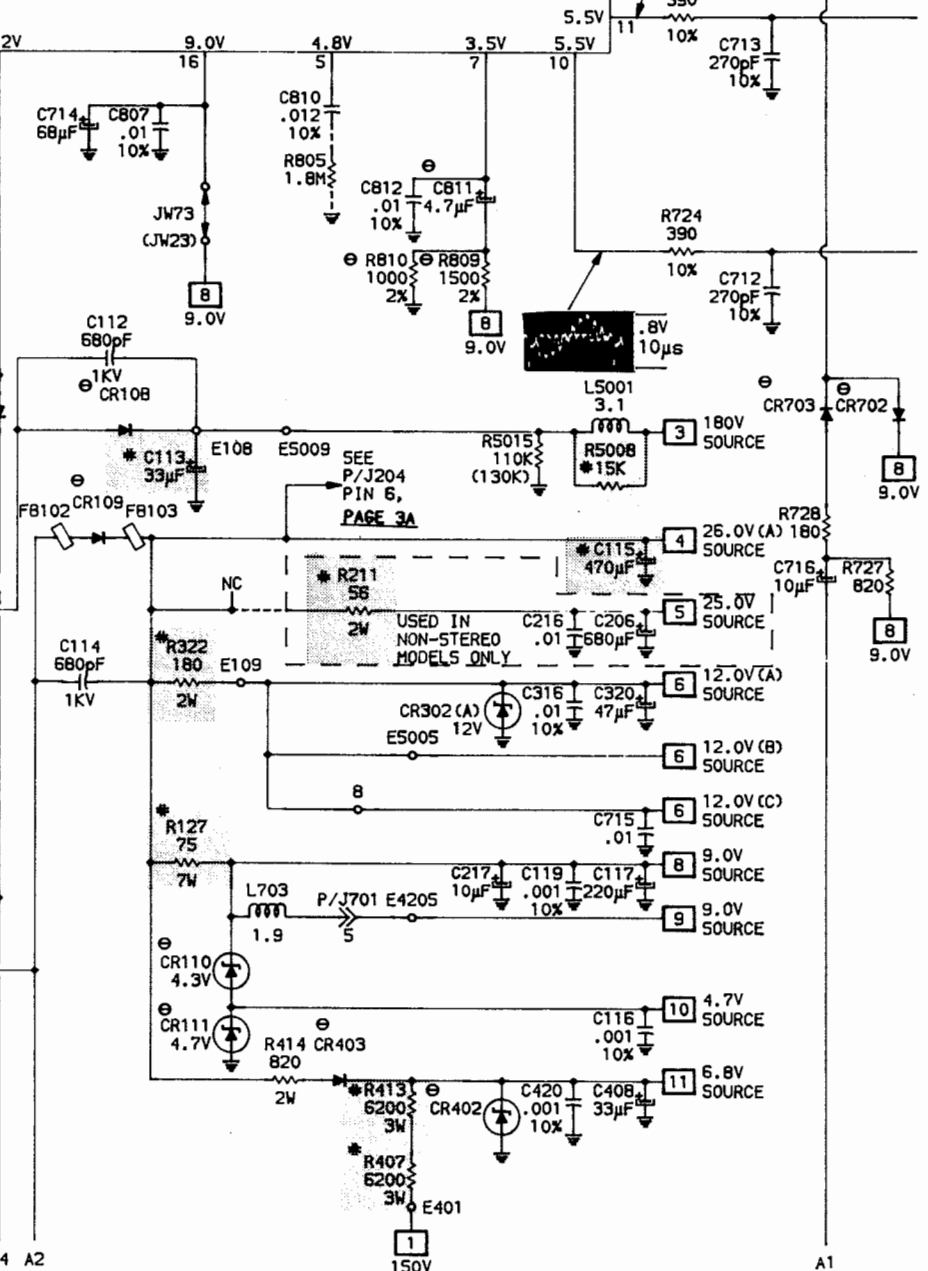 390
5.5V
11
10%
C713
270pF
10%
2V
9.0V
16
4.8V
5
3.5V
7
5.5V
10
C714
68µF
C807
.01
10%
C810
.012
10%
R805
1.8M
C812
.01
10%
C811
4.7µF
JW73
(JW23)
R724
390
10%
R810
1000
2%
R809
1500
2%
C712
270pF
10%
8
9.0V
8
9.0V
.8V
10µs
C112
680pF
1KV
CR108
L5001
3.1
CR703
CR702
3
180V
SOURCE
* C113
33µF
E108
E5009
R5015
110K
(130K)
R5008
*15K
8
9.0V
SEE
P/J204
PIN 6,
PAGE 3A
CR109
F8102
F8103
R728
180
4
26.0V(A)
SOURCE
* C115
470µF
C716
10µF
R727
820
NC
* R211
56
2W
USED IN
NON-STEREO
MODELS ONLY
C216
.01
C206
680µF
5
25.0V
SOURCE
8
9.0V
C114
680pF
1KV
*
R322
180
2W
E109
CR302(A)
12V
C316
.01
10%
C320
47µF
6
12.0V(A)
SOURCE
E5005
6
12.0V(B)
SOURCE
8
C715
.01
6
12.0V(C)
SOURCE
*
R127
75
7W
C217
10µF
C119
.001
10%
C117
220µF
8
9.0V
SOURCE
L703
1.9
P/J701
5
E4205
9
9.0V
SOURCE
CR110
4.3V
CR111
4.7V
C116
.001
10%
10
4.7V
SOURCE
R414
820
2W
CR403
11
6.8V
SOURCE
* R413
6200
3W
CR402
C420
.001
10%
C408
33µF
*
R407
6200
3W
E401
1
150V
4
A2
A1